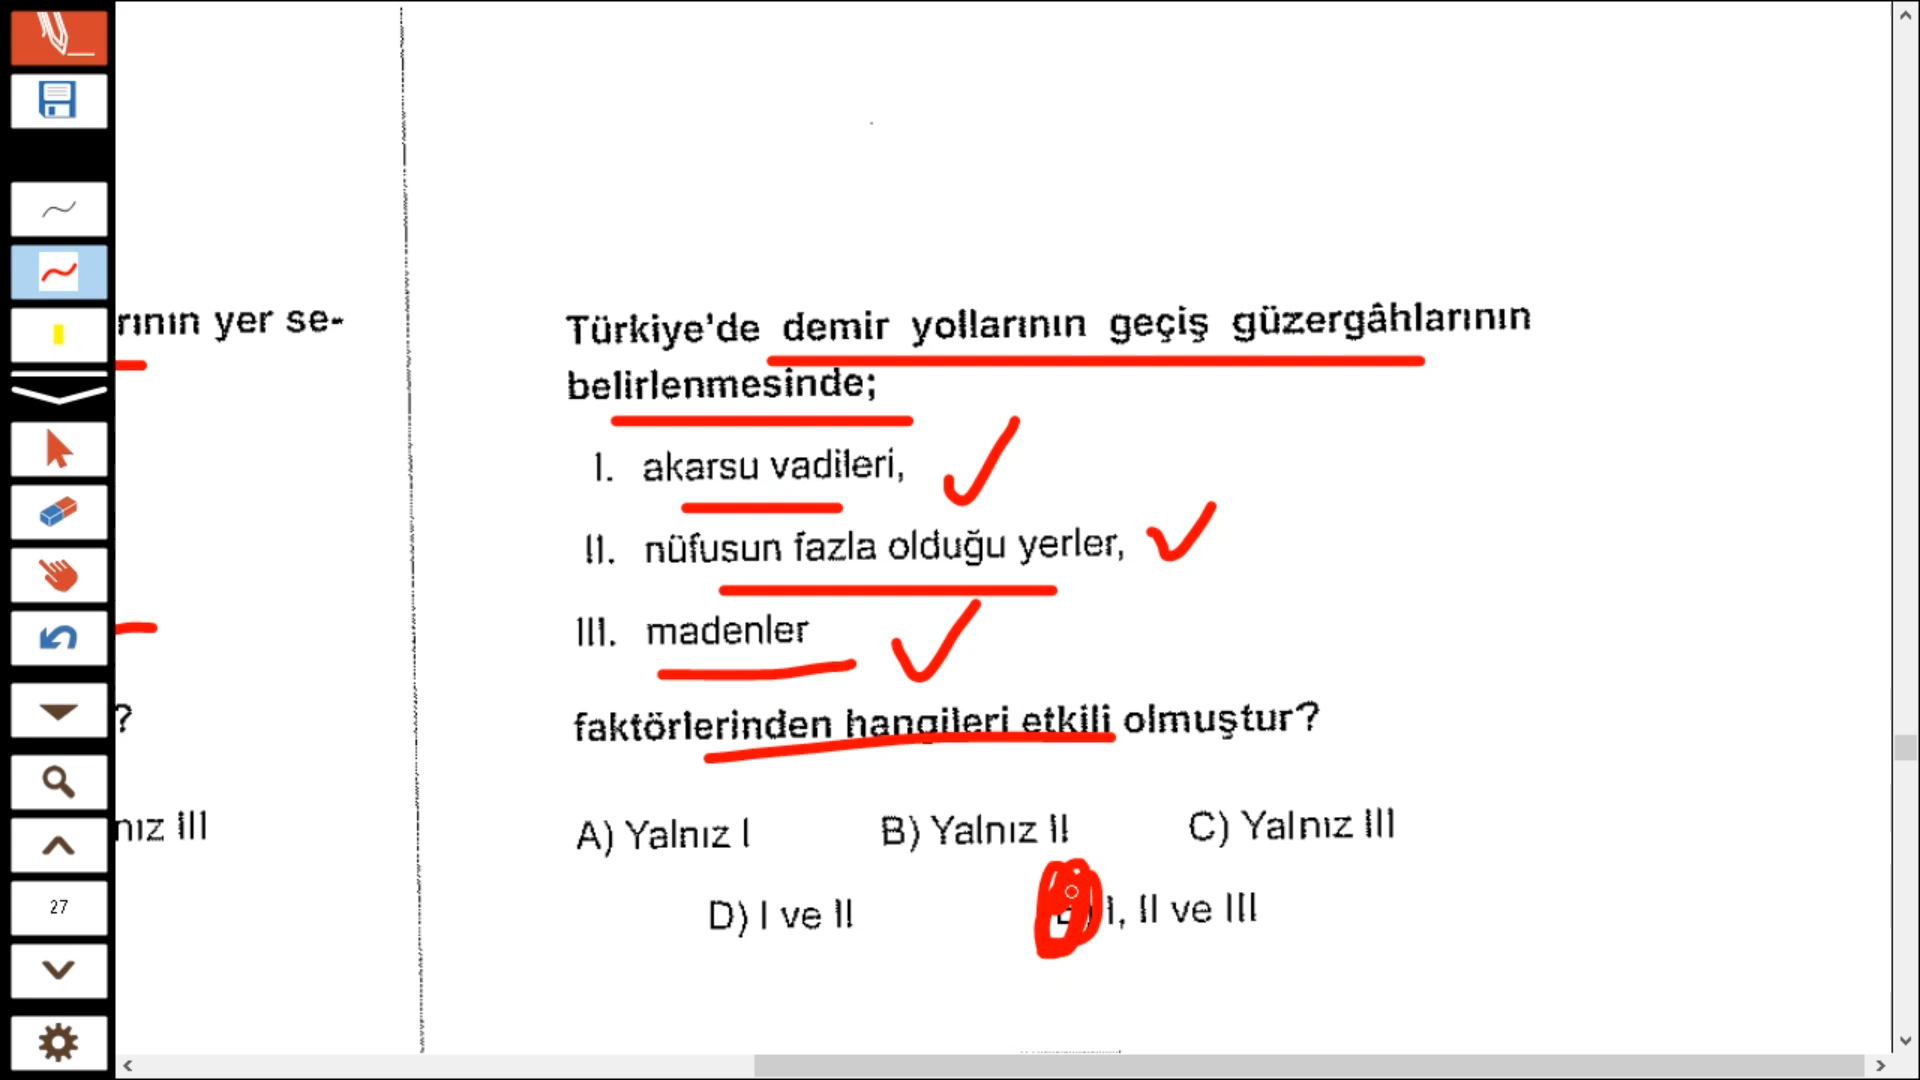 rının yer se-
?
nız III
Türkiye'de demir yollarının geçiş güzergâhlarının
belirlenmesinde;
I. akarsu vadileri,
II. nüfusun fazla olduğu yerler,
III. madenler
faktörlerinden hangileri etkili olmuştur?
A) Yalnız I B) Yalnız II C) Yalnız III
D) I ve II E) I, II ve III
27